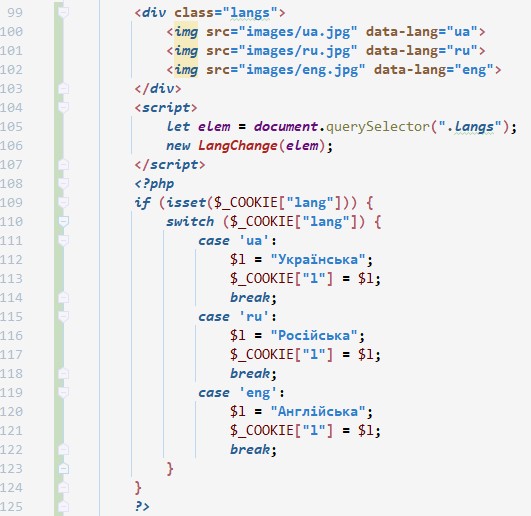 99 <div class="langs">
100 <img src="images/ua.jpg" data-lang="ua">
101 <img src="images/ru.jpg" data-lang="ru">
102 <img src="images/eng.jpg" data-lang="eng">
103 </div>
104 <script>
105 let elem = document.querySelector(".langs");
106 new LangChange(elem);
107 </script>
108 <?php
109 if (isset($_COOKIE["lang"])) {
110 switch ($_COOKIE["lang"]) {
111 case 'ua':
112 $l = "Українська";
113 $_COOKIE["l"] = $l;
114 break;
115 case 'ru':
116 $l = "Російська";
117 $_COOKIE["l"] = $l;
118 break;
119 case 'eng':
120 $l = "Англійська";
121 $_COOKIE["l"] = $l;
122 break;
123 }
124 }
125 ?>